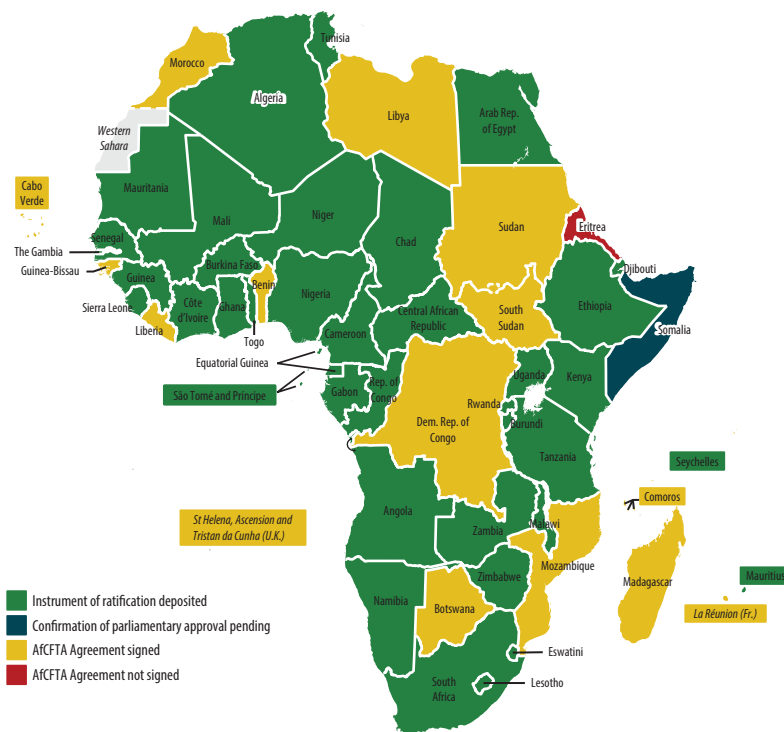 Tunisia
Morocco
Algeria
Libya
Arab Rep.
of Egypt
Western
Sahara
Mauritania
Mali
Niger
Cabo
Verde
Chad
Sudan
Eritrea
Senegal
The Gambia
Guinea-Bissau
Burkina Faso
Benin
Djibouti
Guinea
Nigeria
Sierra Leone
Côte
d'Ivoire
Ghana
Ethiopia
Central African
Republic
South
Sudan
Somalia
Liberia
Togo
Cameroon
Equatorial Guinea
Uganda
Kenya
São Tomé and Príncipe
Gabon
Rep. of
Congo
Rwanda
Dem. Rep. of
Congo
Burundi
Tanzania
Seychelles
Comoros
Angola
St Helena, Ascension and
Tristan da Cunha (U.K.)
Zambia
Malawi
Mozambique
Madagascar
Mauritius
Zimbabwe
Namibia
Botswana
La Réunion (Fr.)
Eswatini
South
Africa
Lesotho
Instrument of ratification deposited
Confirmation of parliamentary approval pending
AfCFTA Agreement signed
AfCFTA Agreement not signed